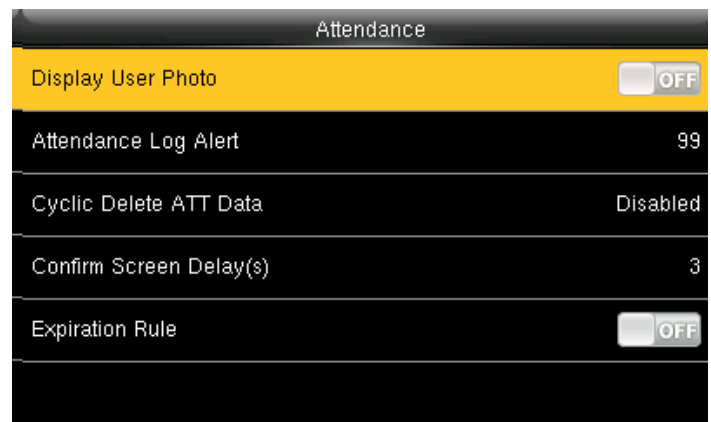 Attendance
Display User Photo OFF
Attendance Log Alert 99
Cyclic Delete ATT Data Disabled
Confirm Screen Delay(s) 3
Expiration Rule OFF